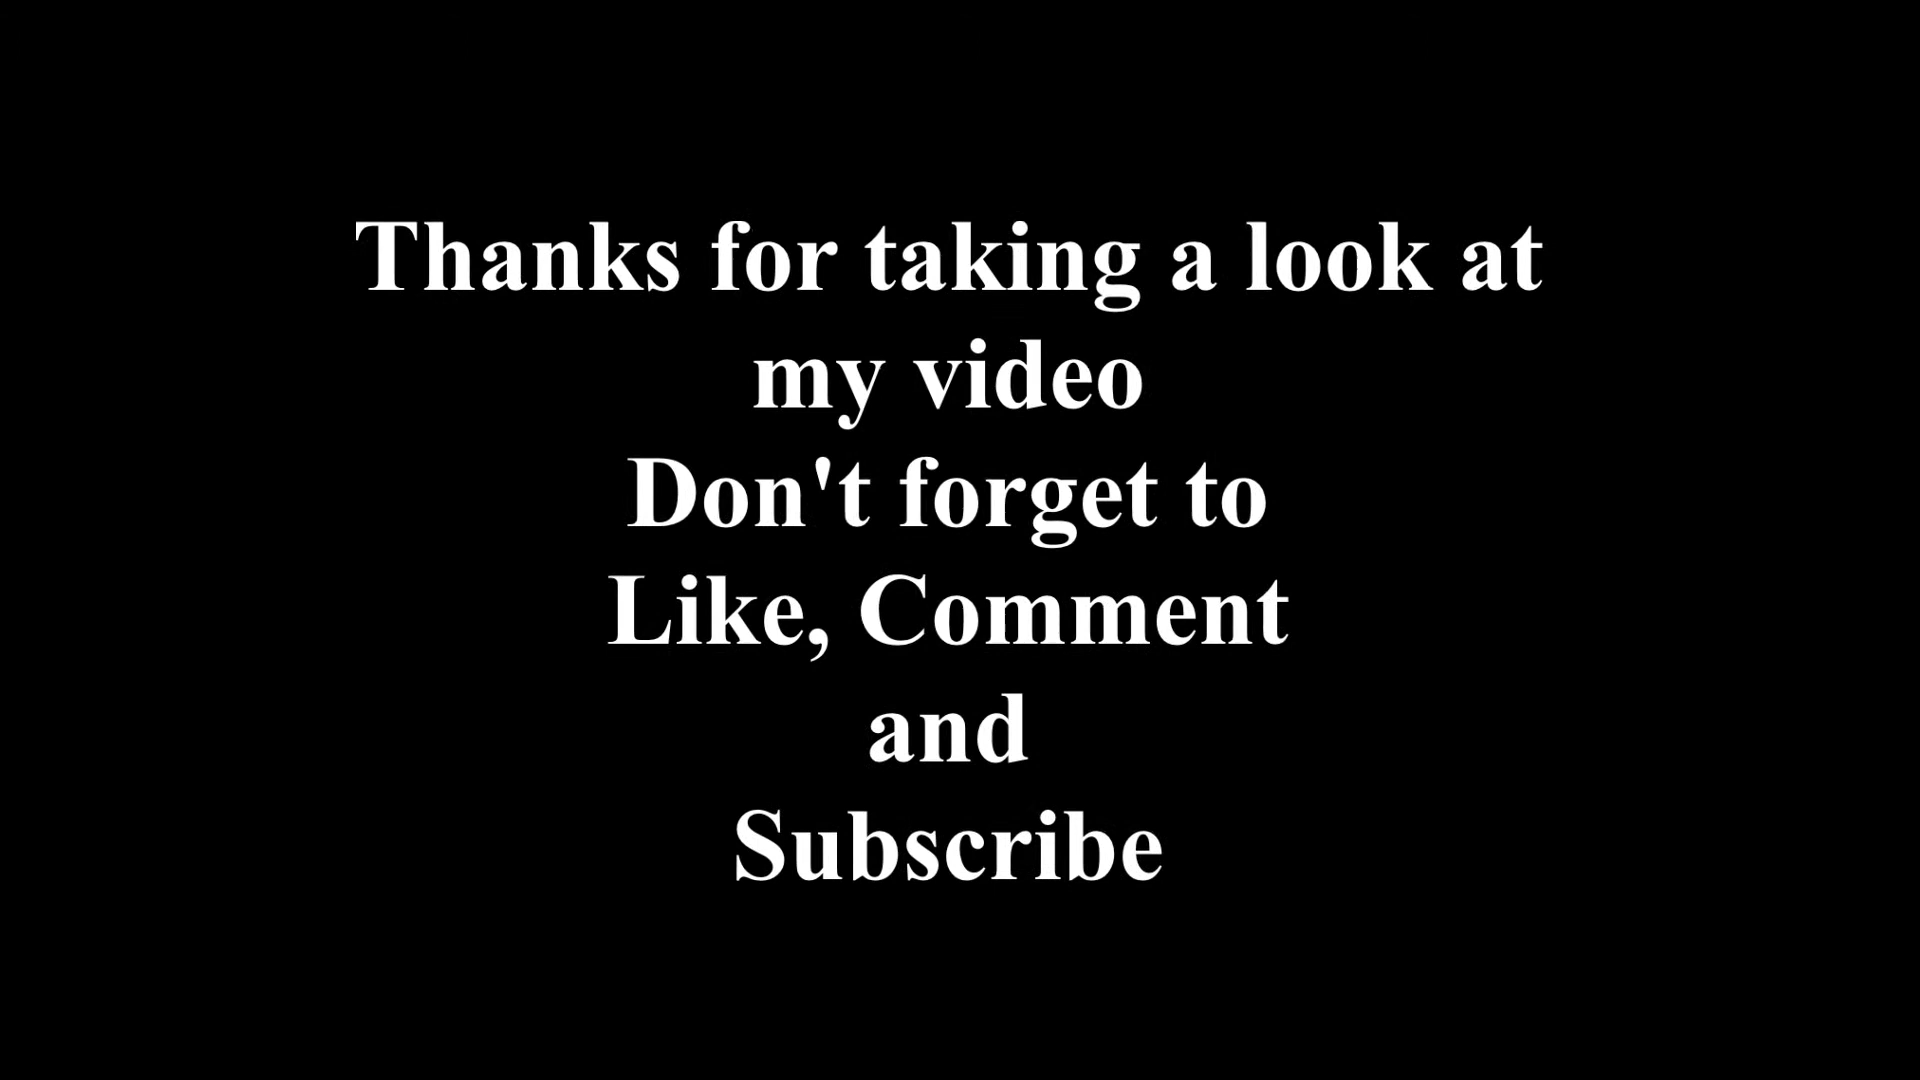 Thanks for taking a look at
my video
Don't forget to
Like, Comment
and
Subscribe